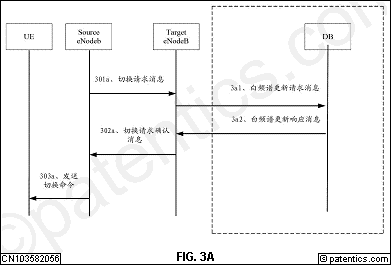 UE
Source
eNodeb
Target
eNodeB
DB
301a、切换请求消息
3a1、白频谱更新请求消息
3a2、白频谱更新响应消息
302a、切换请求确认
消息
303a、发送
切换命令
© patentics.com
CN103582056
FIG. 3A
© patentics.com